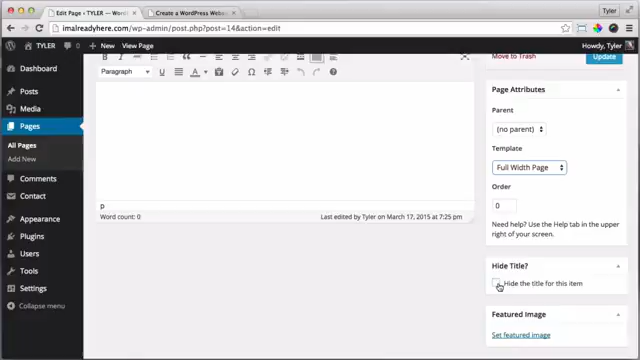 Edit Page ‹ TYLER — Word
Create a WordPress Websi
Tyler
imalreadyhere.com/wp-admin/post.php?post=14&action=edit
TYLER
0
New
View Page
Howdy, Tyler
Dashboard
Posts
Media
Pages
All Pages
Add New
Comments
Contact
Appearance
Plugins
Users
Tools
Settings
Collapse menu
Paragraph
p
Word count: 0
Last edited by Tyler on March 17, 2015 at 7:25 pm
Move to Trash
Update
Page Attributes
Parent
(no parent)
Template
Full Width Page
Order
0
Need help? Use the Help tab in the upper
right of your screen.
Hide Title?
Hide the title for this item
Featured Image
Set featured image